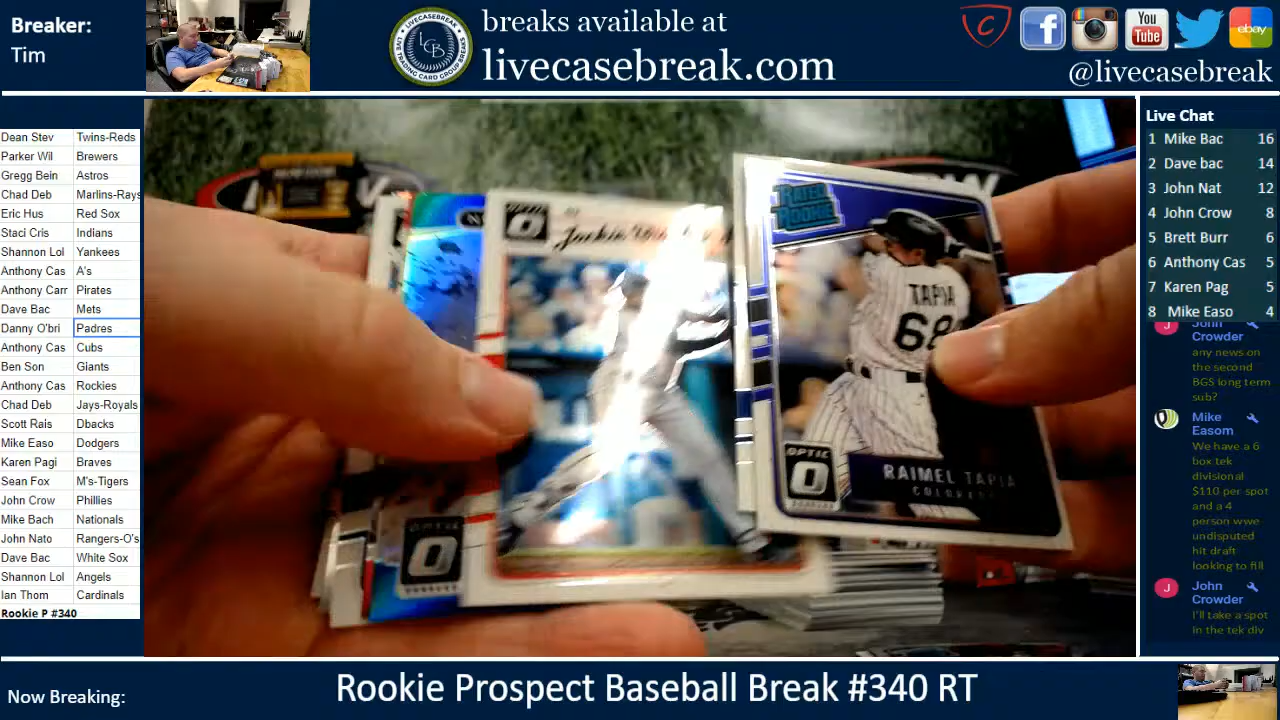 Breaker:
Tim
breaks available at
livecasebreak.com
You
Tube
ebay
@livecasebreak
Dean Stev Twins-Reds
Parker Wil Brewers
Gregg Bein Astros
Chad Deb Marlins-Rays
Eric Hus Red Sox
Staci Cris Indians
Shannon Lol Yankees
Anthony Cas A's
Anthony Carr Pirates
Dave Bac Mets
Danny O'bri Padres
Anthony Cas Cubs
Ben Son Giants
Anthony Cas Rockies
Chad Deb Jays-Royals
Scott Rais Dbacks
Mike Easo Dodgers
Karen Pagi Braves
Sean Fox M's-Tigers
John Crow Phillies
Mike Bach Nationals
John Nato Rangers-O's
Dave Bac White Sox
Shannon Lol Angels
Ian Thom Cardinals
Rookie P #340
RATED
ROOKIE
TAPIA
68
OPTIC
RAIMEL TAPIA
Jackie
OPTIC
Live Chat
1 Mike Bac 16
2 Dave bac 14
3 John Nat 12
4 John Crow 8
5 Brett Burr 6
6 Anthony Cas 5
7 Karen Pag 5
8 Mike Easo 4
J John
Crowder
any news on
the second
BGS long term
sub?
Mike
Easom
We have a 6
box tek
divisional
$110 per spot
and a 4
person wwe
undisputed
hit draft
looking to fill
J John
Crowder
I'll take a spot
in the tek div
Now Breaking:
Rookie Prospect Baseball Break #340 RT